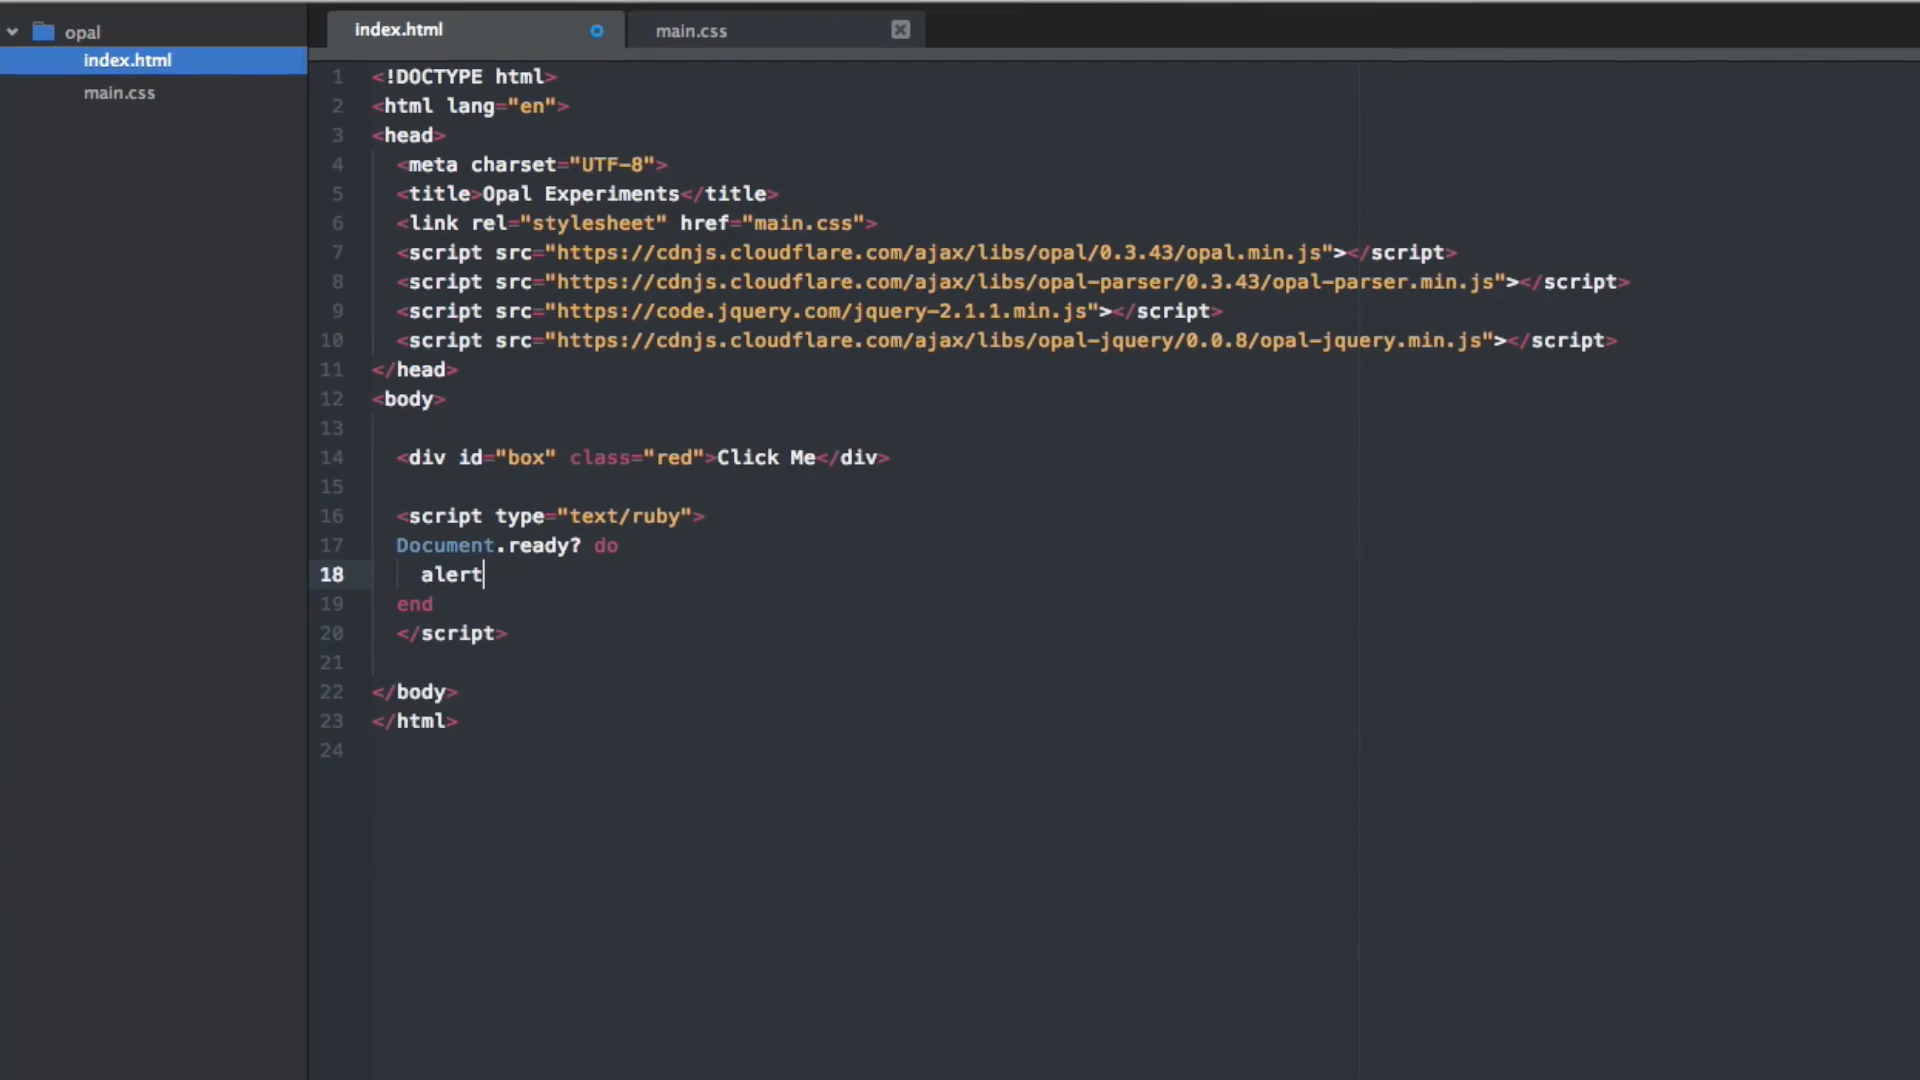 opal
index.html
main.css
index.html
main.css
1 <!DOCTYPE html>
2 <html lang="en">
3 <head>
4 <meta charset="UTF-8">
5 <title>Opal Experiments</title>
6 <link rel="stylesheet" href="main.css">
7 <script src="https://cdnjs.cloudflare.com/ajax/libs/opal/0.3.43/opal.min.js"></script>
8 <script src="https://cdnjs.cloudflare.com/ajax/libs/opal-parser/0.3.43/opal-parser.min.js"></script>
9 <script src="https://code.jquery.com/jquery-2.1.1.min.js"></script>
10 <script src="https://cdnjs.cloudflare.com/ajax/libs/opal-jquery/0.0.8/opal-jquery.min.js"></script>
11 </head>
12 <body>
13
14 <div id="box" class="red">Click Me</div>
15
16 <script type="text/ruby">
17 Document.ready? do
18 alert
19 end
20 </script>
21
22 </body>
23 </html>
24